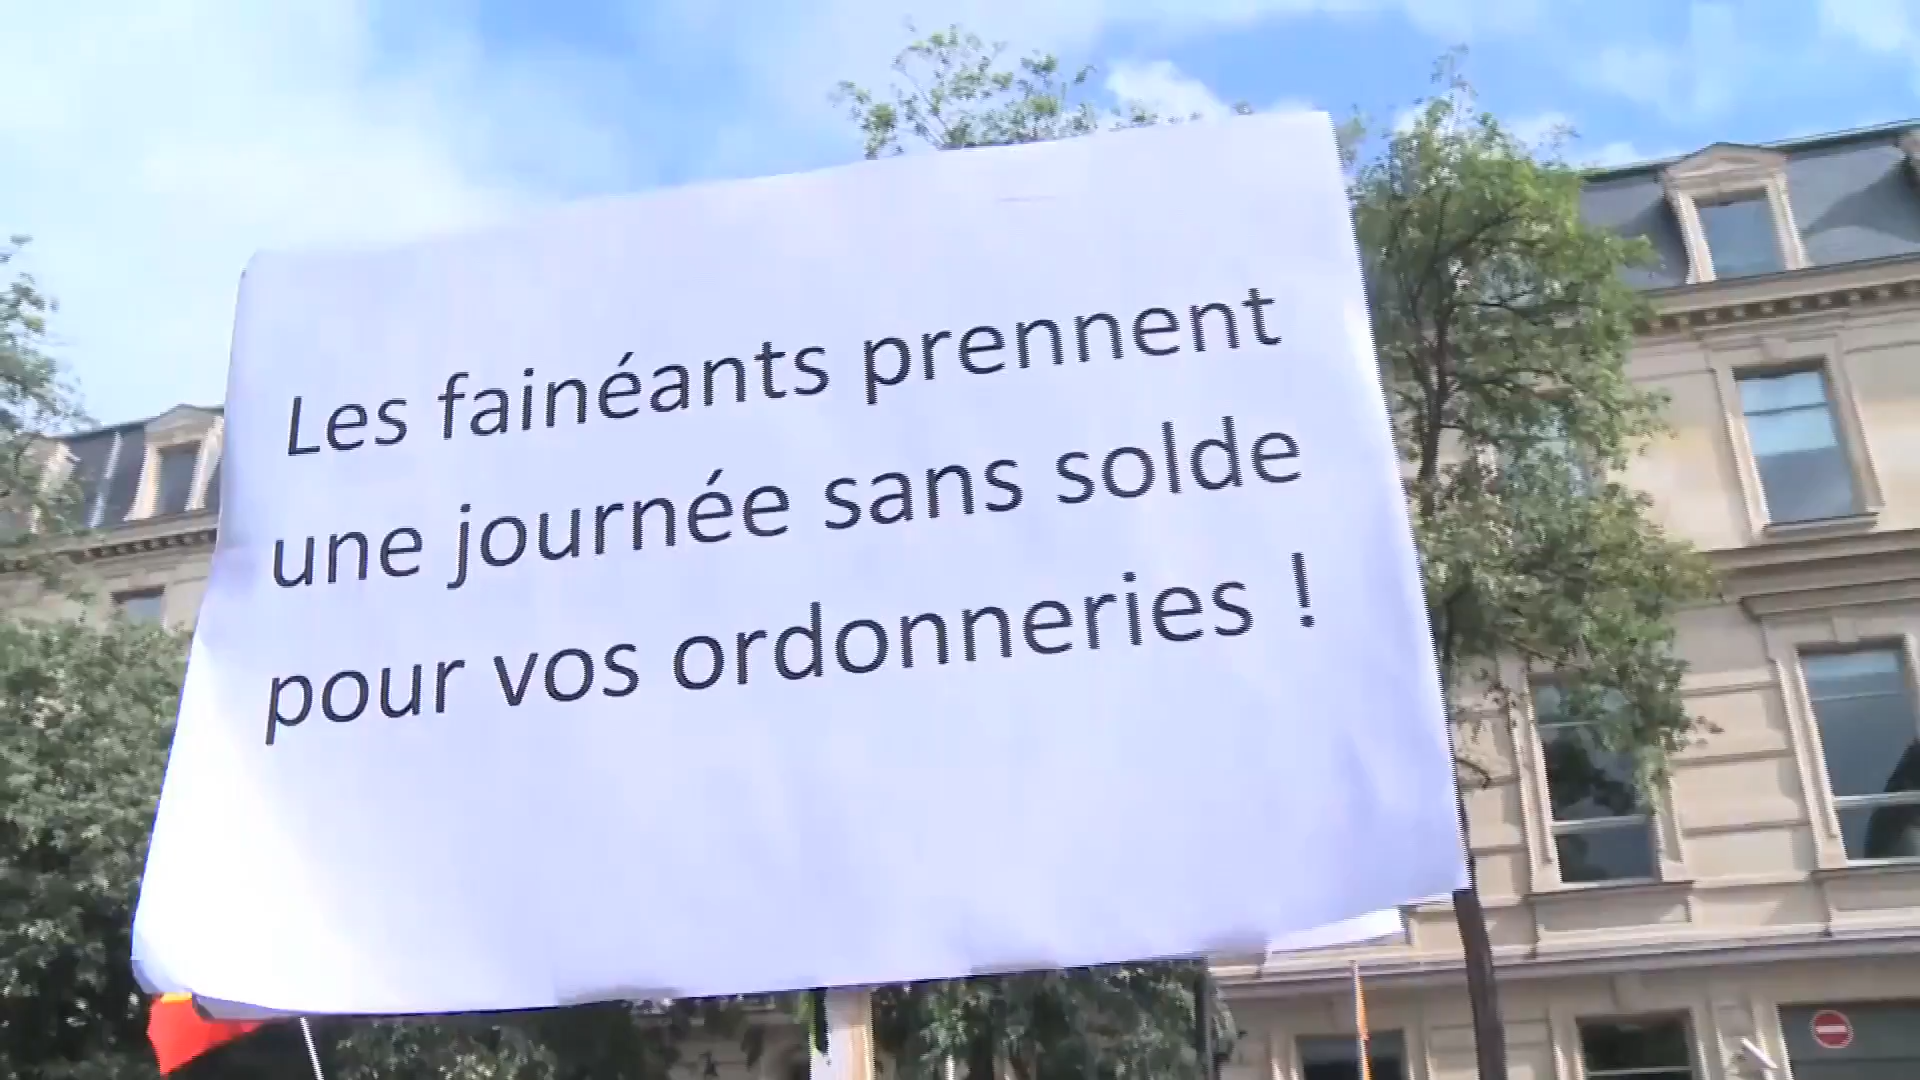 Les fainéants prennent
une journée sans solde
pour vos ordonneries !